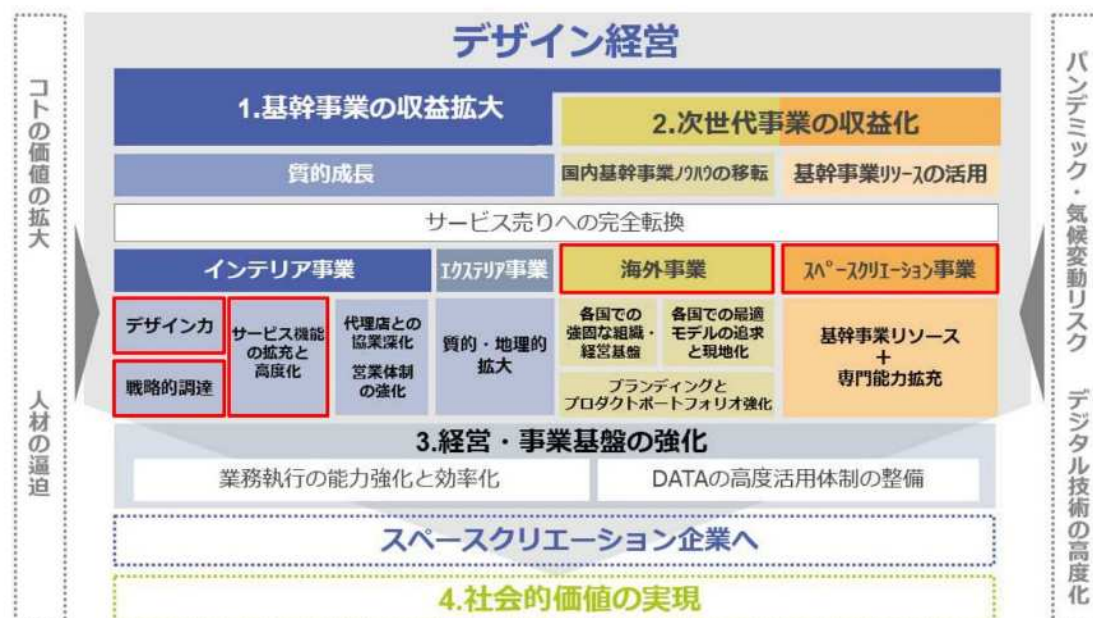 デザイン経営
コトの価値の拡大
人材の逼迫
パンデミック・気候変動リスク
デジタル技術の高度化
1.基幹事業の収益拡大
2.次世代事業の収益化
質的成長
国内基幹事業ﾉｳﾊｳの移転
基幹事業ﾘｿｰｽの活用
サービス売りへの完全転換
インテリア事業
ｴｸｽﾃﾘｱ事業
海外事業
ｽﾍﾟｰｽｸﾘｴｰｼｮﾝ事業
デザイン力
戦略的調達
サービス機能
の拡充と
高度化
代理店との
協業深化
営業体制
の強化
質的・地理的
拡大
各国での
強固な組織・
経営基盤
各国での最適
モデルの追求
と現地化
ブランディングと
プロダクトポートフォリオ強化
基幹事業リソース
+
専門能力拡充
3.経営・事業基盤の強化
業務執行の能力強化と効率化
DATAの高度活用体制の整備
スペースクリエーション企業へ
4.社会的価値の実現